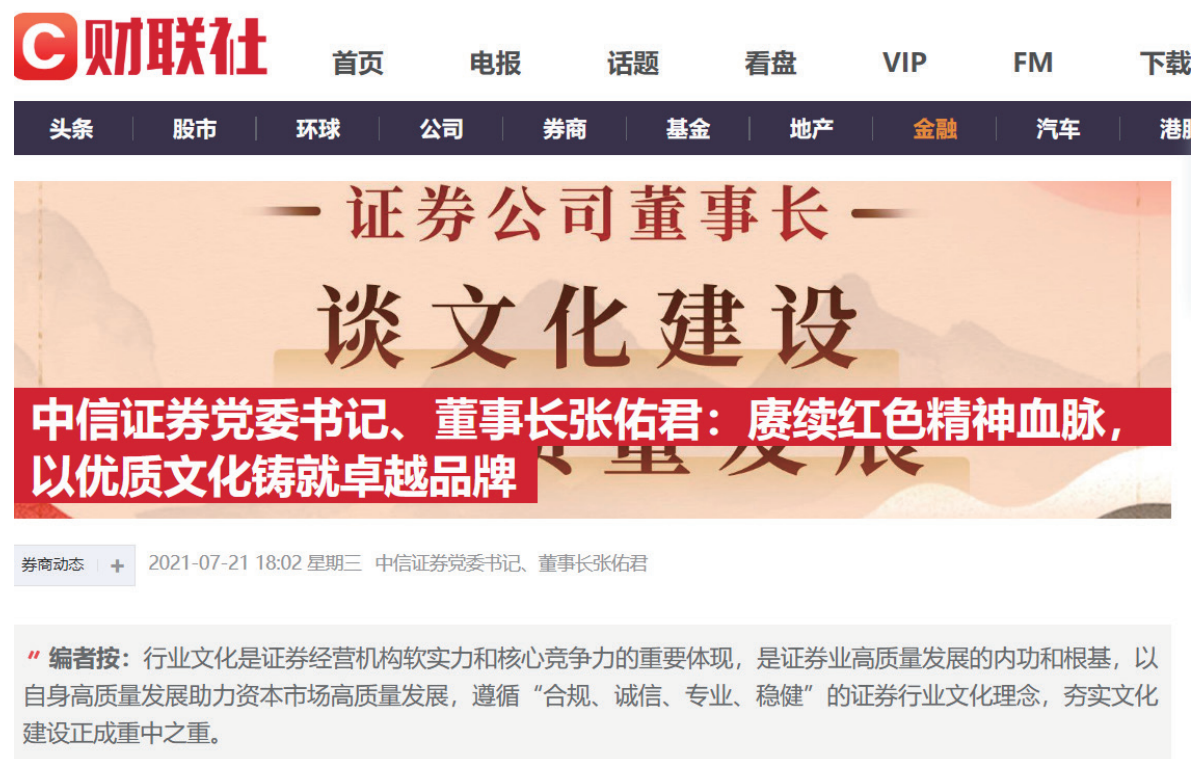 C 财联社
首页 电报 话题 看盘 VIP FM 下载
头条 股市 环球 公司 券商 基金 地产 金融 汽车 港
证券公司董事长
谈文化建设
中信证券党委书记、董事长张佑君：赓续红色精神血脉，
以优质文化铸就卓越品牌
券商动态 + 2021-07-21 18:02 星期三 中信证券党委书记、董事长张佑君
" 编者按：行业文化是证券经营机构软实力和核心竞争力的重要体现，是证券业高质量发展的内功和根基，以
自身高质量发展助力资本市场高质量发展，遵循“合规、诚信、专业、稳健”的证券行业文化理念，夯实文化
建设正成重中之重。